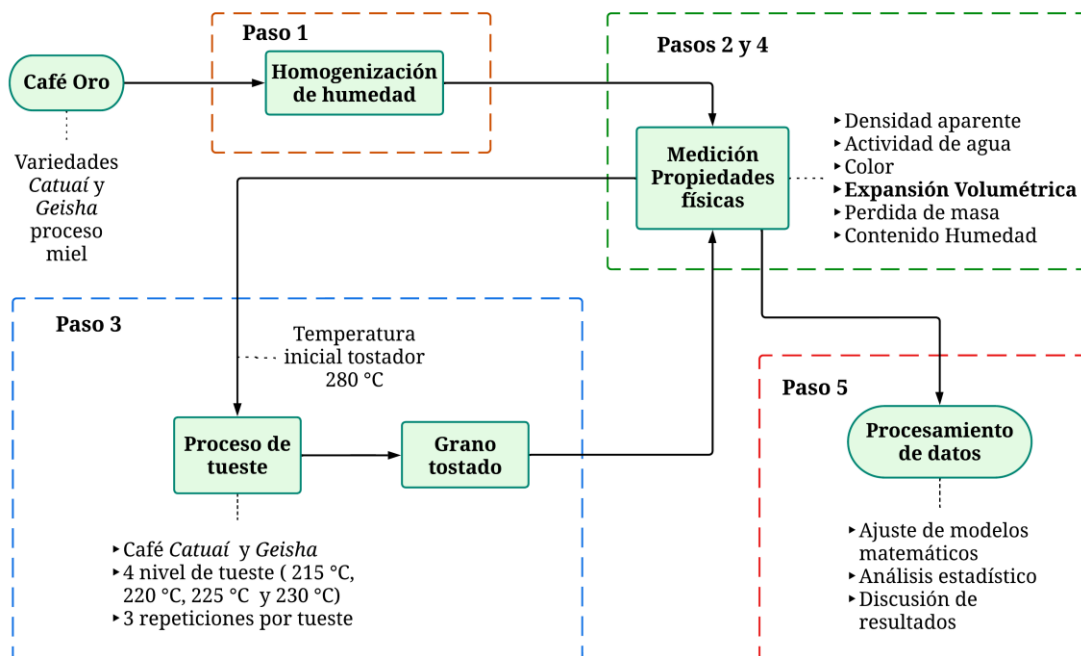 Paso 1
Café Oro
Homogenización
de humedad
Variedades
Catuaí y
Geisha
proceso
miel
Pasos 2 y 4
Medición
Propiedades
físicas
‣Densidad aparente
‣Actividad de agua
‣Color
‣Expansión Volumétrica
‣Perdida de masa
‣Contenido Humedad
Paso 3
Temperatura
inicial tostador
280 °C
Proceso de
tueste
Grano
tostado
‣Café Catuaí y Geisha
‣4 nivel de tueste ( 215 °C,
220 °C, 225 °C y 230 °C)
‣3 repeticiones por tueste
Paso 5
Procesamiento
de datos
‣Ajuste de modelos
matemáticos
‣Análisis estadístico
‣Discusión de
resultados